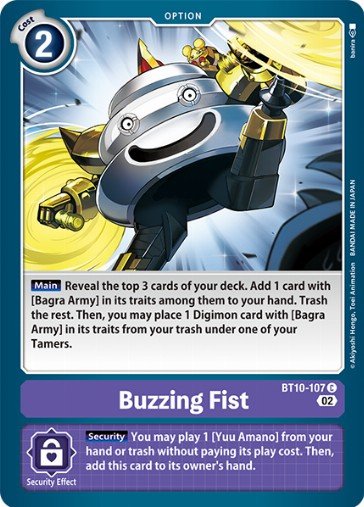 OPTION
Cost
2
banira
©Akiyoshi Hongo, Toei Animation BANDAI MADE IN JAPAN
Main Reveal the top 3 cards of your deck. Add 1 card with
[Bagra Army] in its traits among them to your hand. Trash
the rest. Then, you may place 1 Digimon card with [Bagra
Army] in its traits from your trash under one of your
Tamers.
BT10-107 C
Buzzing Fist
02
Security You may play 1 [Yuu Amano] from your
hand or trash without paying its play cost. Then,
add this card to its owner's hand.
Security Effect